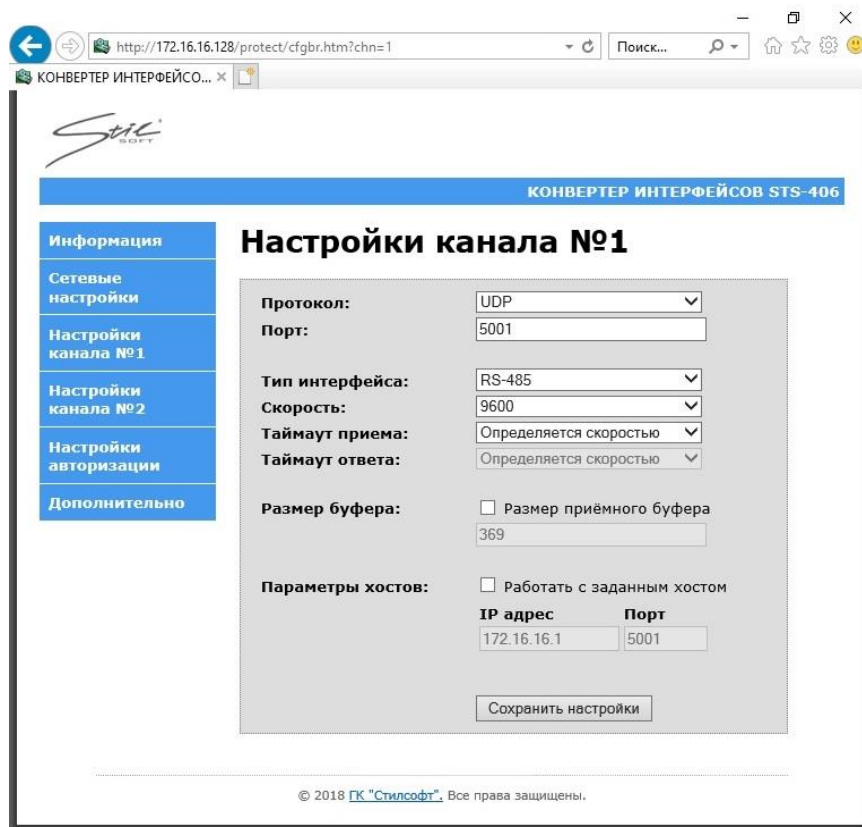 http://172.16.16.128/protect/cfgbr.htm?chn=1
Поиск...
КОНВЕРТЕР ИНТЕРФЕЙСО...
Stil
SOFT
КОНВЕРТЕР ИНТЕРФЕЙСОВ STS-406
Информация
Сетевые
настройки
Настройки
канала №1
Настройки
канала №2
Настройки
авторизации
Дополнительно
Настройки канала №1
Протокол: UDP
Порт: 5001
Тип интерфейса: RS-485
Скорость: 9600
Таймаут приема: Определяется скоростью
Таймаут ответа: Определяется скоростью
Размер буфера: Размер приёмного буфера
369
Параметры хостов: Работать с заданным хостом
IP адрес Порт
172.16.16.1 5001
Сохранить настройки
© 2018 ГК "Стилсофт". Все права защищены.